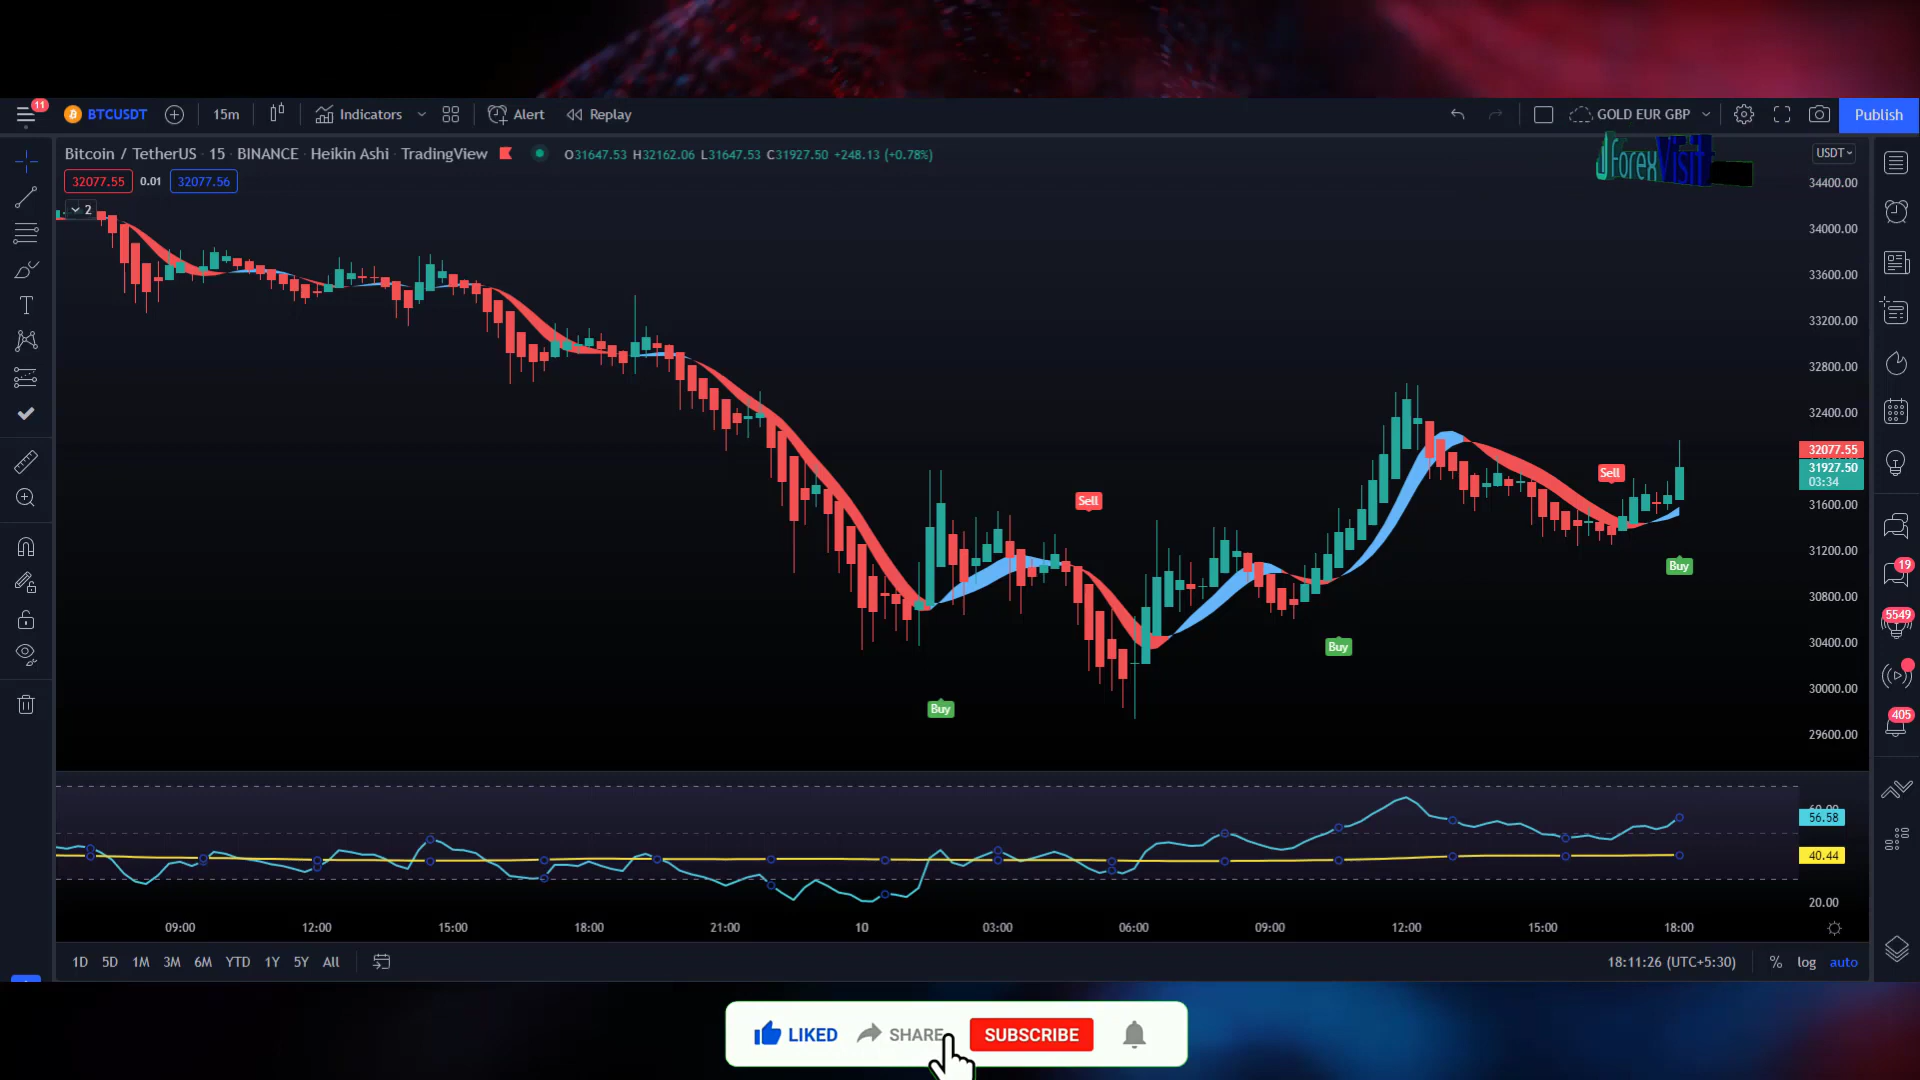 11
BTCUSDT 15m Indicators Alert Replay GOLD EUR GBP Publish
Bitcoin / TetherUS · 15 · BINANCE · Heikin Ashi · TradingView O31647.53 H32162.06 L31647.53 C31927.50 +248.13 (+0.78%)
ForexVisit
USDT
32077.55 0.01 32077.56
2
34400.00
34000.00
33600.00
33200.00
32800.00
32400.00
32077.55
31927.50
03:34
31600.00
31200.00
30800.00
30400.00
30000.00
29600.00
Sell
Sell
Buy
Buy
Buy
19
5549
405
60.00
56.58
40.44
20.00
09:00 12:00 15:00 18:00 21:00 10 03:00 06:00 09:00 12:00 15:00 18:00
1D 5D 1M 3M 6M YTD 1Y 5Y All 18:11:26 (UTC+5:30) % log auto
LIKED SHARE SUBSCRIBE